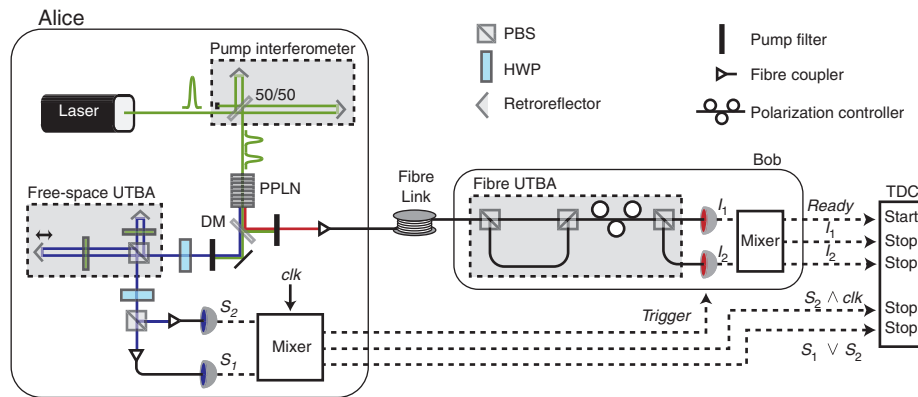 Alice
Pump interferometer
50/50
Laser
PBS
HWP
Retroreflector
Pump filter
Fibre coupler
Polarization controller
PPLN
DM
Free-space UTBA
Fibre
Link
Bob
Fibre UTBA
I1
I2
Mixer
Ready
I1
I2
TDC
Start
Stop
Stop
Stop
Stop
clk
S2
S1
Mixer
Trigger
S2 ∧ clk
S1 ∨ S2